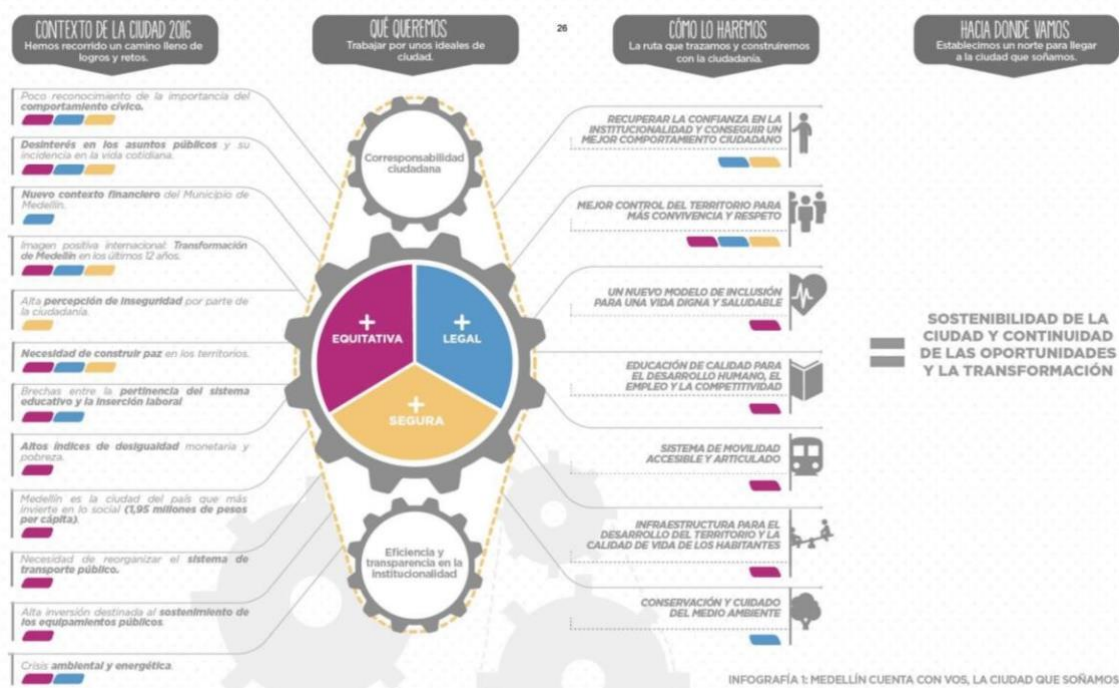 CONTEXTO DE LA CIUDAD 2016
Hemos recorrido un camino lleno de
logros y retos.
QUÉ QUEREMOS
Trabajar por unos ideales de
ciudad.
26
CÓMO LO HAREMOS
La ruta que trazamos y construiremos
con la ciudadanía.
HACIA DONDE VAMOS
Establecimos un norte para llegar
a la ciudad que soñamos.
Poco reconocimiento de la importancia del
comportamiento cívico.
Desinterés en los asuntos públicos y su
incidencia en la vida cotidiana.
Nuevo contexto financiero del Municipio de
Medellín.
Imagen positiva internacional: Transformación
de Medellín en los últimos 12 años.
Alta percepción de inseguridad por parte de
la ciudadanía.
Necesidad de construir paz en los territorios.
Brechas entre la pertinencia del sistema
educativo y la inserción laboral
Altos índices de desigualdad monetaria y
pobreza.
Medellín es la ciudad del país que más
invierte en lo social (1,95 millones de pesos
per cápita).
Necesidad de reorganizar el sistema de
transporte público.
Alta inversión destinada al sostenimiento de
los equipamientos públicos.
Crisis ambiental y energética.
Corresponsabilidad
ciudadana
+
EQUITATIVA
+
LEGAL
+
SEGURA
Eficiencia y
transparencia en la
institucionalidad
RECUPERAR LA CONFIANZA EN LA
INSTITUCIONALIDAD Y CONSEGUIR UN
MEJOR COMPORTAMIENTO CIUDADANO
MEJOR CONTROL DEL TERRITORIO PARA
MÁS CONVIVENCIA Y RESPETO
UN NUEVO MODELO DE INCLUSIÓN
PARA UNA VIDA DIGNA Y SALUDABLE
EDUCACIÓN DE CALIDAD PARA
EL DESARROLLO HUMANO, EL
EMPLEO Y LA COMPETITIVIDAD
SISTEMA DE MOVILIDAD
ACCESIBLE Y ARTICULADO
INFRAESTRUCTURA PARA EL
DESARROLLO DEL TERRITORIO Y LA
CALIDAD DE VIDA DE LOS HABITANTES
CONSERVACIÓN Y CUIDADO
DEL MEDIO AMBIENTE
=
SOSTENIBILIDAD DE LA
CIUDAD Y CONTINUIDAD
DE LAS OPORTUNIDADES
Y LA TRANSFORMACIÓN
INFOGRAFÍA 1: MEDELLÍN CUENTA CON VOS, LA CIUDAD QUE SOÑAMOS